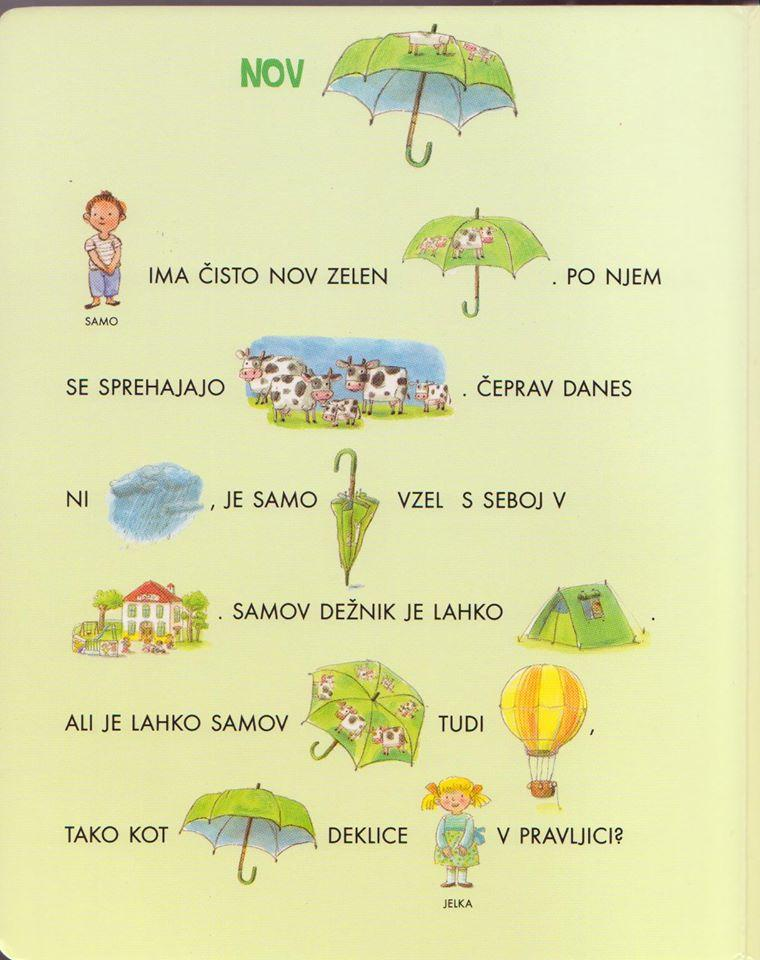 NOV
IMA ČISTO NOV ZELEN . PO NJEM
SAMO
SE SPREHAJAJO . ČEPRAV DANES
NI , JE SAMO VZEL S SEBOJ V
. SAMOV DEŽNIK JE LAHKO .
ALI JE LAHKO SAMOV TUDI ,
TAKO KOT DEKLICE V PRAVLJICI?
JELKA